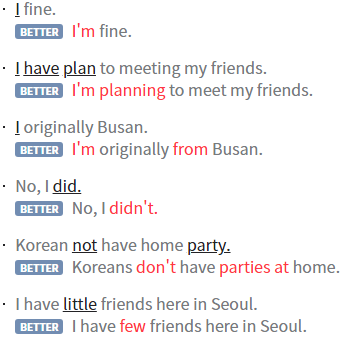 · I fine.
BETTER I'm fine.
· I have plan to meeting my friends.
BETTER I'm planning to meet my friends.
· I originally Busan.
BETTER I'm originally from Busan.
· No, I did.
BETTER No, I didn't.
· Korean not have home party.
BETTER Koreans don't have parties at home.
· I have little friends here in Seoul.
BETTER I have few friends here in Seoul.